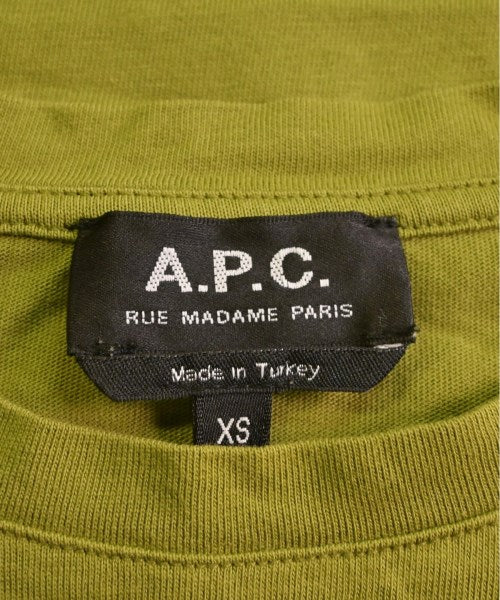 A.P.C.
RUE MADAME PARIS
Made in Turkey
XS